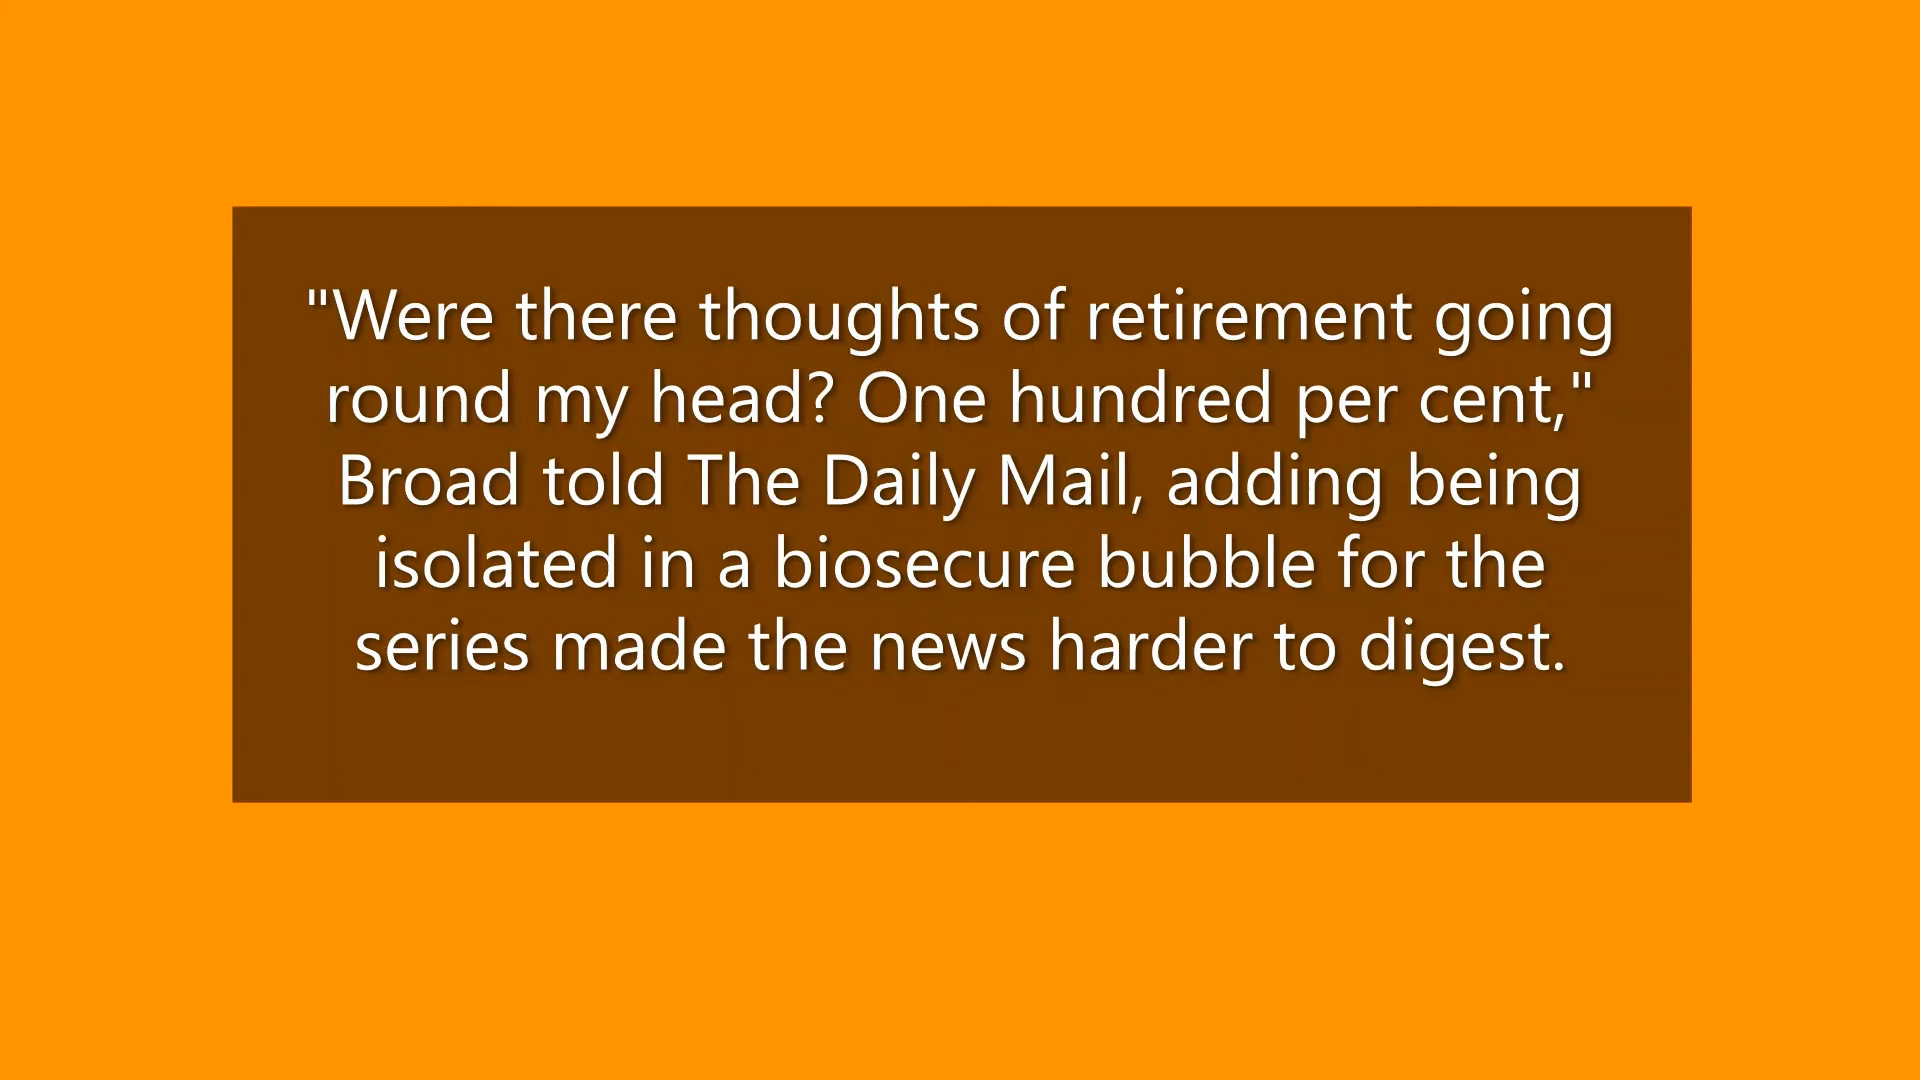 "Were there thoughts of retirement going
round my head? One hundred per cent,"
Broad told The Daily Mail, adding being
isolated in a biosecure bubble for the
series made the news harder to digest.